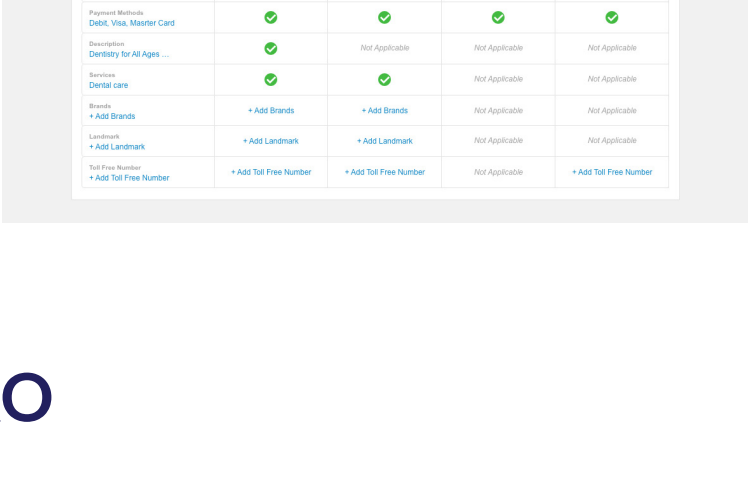 Payment Methods
Debit, Visa, Masrter Card
Description
Dentistry for All Ages ...
Not Applicable
Not Applicable
Not Applicable
Services
Dental care
Not Applicable
Not Applicable
Brands
+ Add Brands
+ Add Brands
+ Add Brands
Not Applicable
Not Applicable
Landmark
+ Add Landmark
+ Add Landmark
+ Add Landmark
Not Applicable
Not Applicable
Toll Free Number
+ Add Toll Free Number
+ Add Toll Free Number
+ Add Toll Free Number
Not Applicable
+ Add Toll Free Number
o